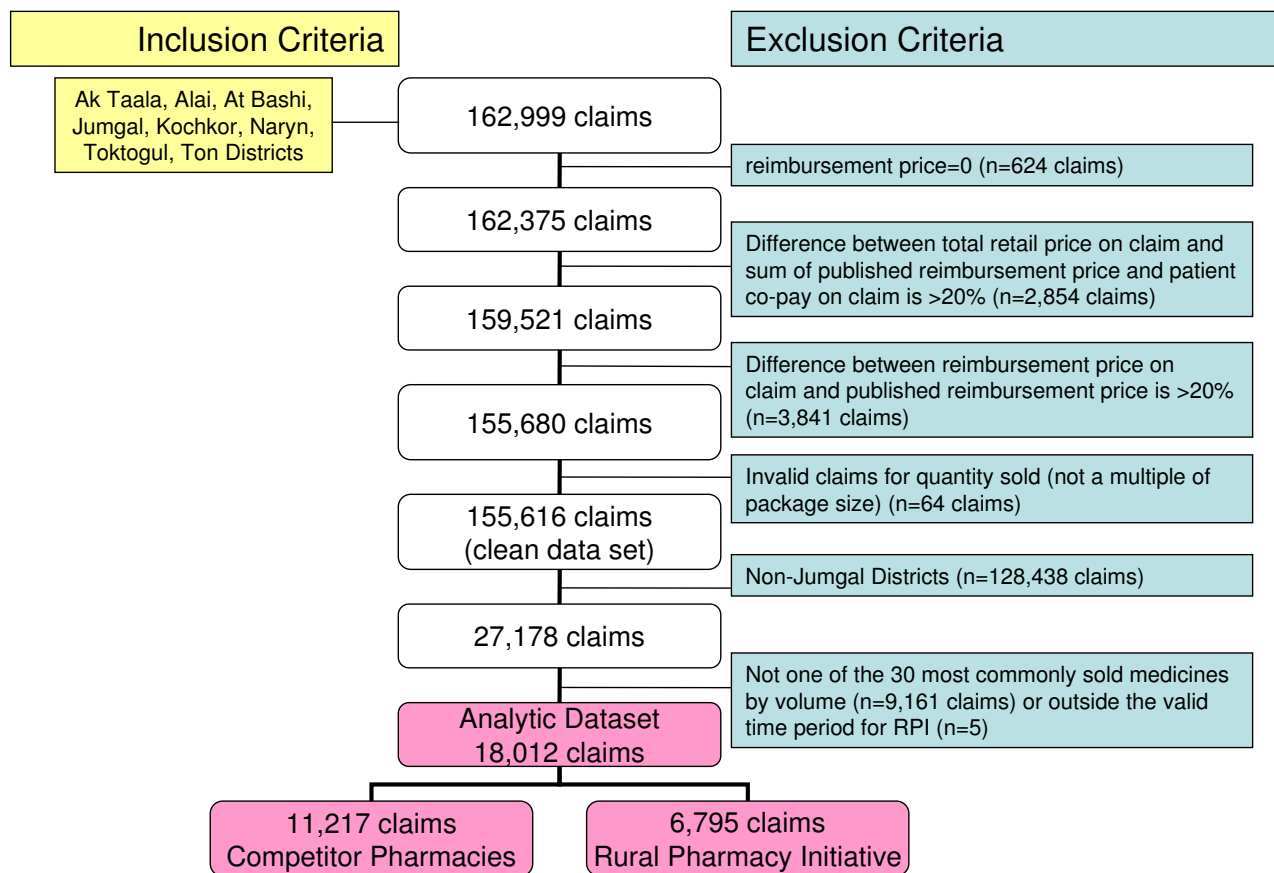 Inclusion Criteria
Exclusion Criteria
Ak Taala, Alai, At Bashi,
Jumgal, Kochkor, Naryn,
Toktogul, Ton Districts
162,999 claims
reimbursement price=0 (n=624 claims)
162,375 claims
Difference between total retail price on claim and
sum of published reimbursement price and patient
co-pay on claim is >20% (n=2,854 claims)
159,521 claims
Difference between reimbursement price on
claim and published reimbursement price is >20%
(n=3,841 claims)
155,680 claims
Invalid claims for quantity sold (not a multiple of
package size) (n=64 claims)
155,616 claims
(clean data set)
Non-Jumgal Districts (n=128,438 claims)
27,178 claims
Not one of the 30 most commonly sold medicines
by volume (n=9,161 claims) or outside the valid
time period for RPI (n=5)
Analytic Dataset
18,012 claims
11,217 claims
Competitor Pharmacies
6,795 claims
Rural Pharmacy Initiative